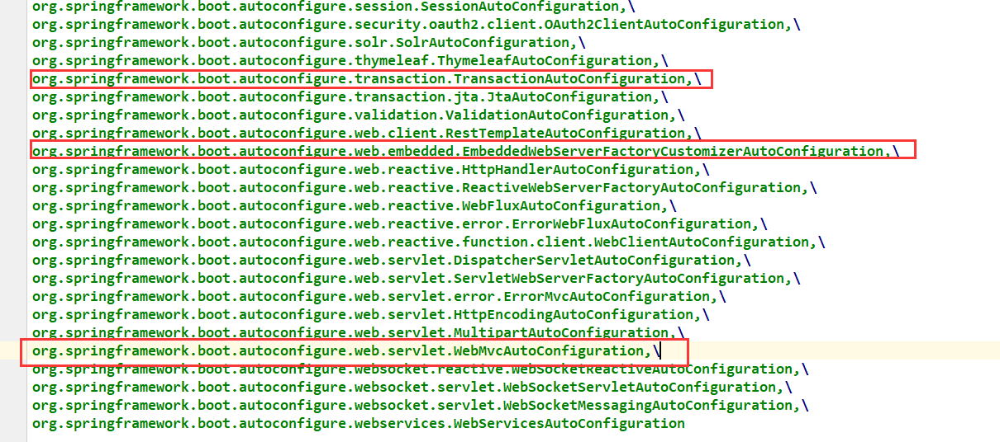 org.springframework.boot.autoconfigure.session.SessionAutoConfiguration,\
org.springframework.boot.autoconfigure.security.oauth2.client.OAuth2ClientAutoConfiguration,\
org.springframework.boot.autoconfigure.solr.SolrAutoConfiguration,\
org.springframework.boot.autoconfigure.thymeleaf.ThymeleafAutoConfiguration,\
org.springframework.boot.autoconfigure.transaction.TransactionAutoConfiguration,\
org.springframework.boot.autoconfigure.transaction.jta.JtaAutoConfiguration,\
org.springframework.boot.autoconfigure.validation.ValidationAutoConfiguration,\
org.springframework.boot.autoconfigure.web.client.RestTemplateAutoConfiguration,\
org.springframework.boot.autoconfigure.web.embedded.EmbeddedWebServerFactoryCustomizerAutoConfiguration,\
org.springframework.boot.autoconfigure.web.reactive.HttpHandlerAutoConfiguration,\
org.springframework.boot.autoconfigure.web.reactive.ReactiveWebServerFactoryAutoConfiguration,\
org.springframework.boot.autoconfigure.web.reactive.WebFluxAutoConfiguration,\
org.springframework.boot.autoconfigure.web.reactive.error.ErrorWebFluxAutoConfiguration,\
org.springframework.boot.autoconfigure.web.reactive.function.client.WebClientAutoConfiguration,\
org.springframework.boot.autoconfigure.web.servlet.DispatcherServletAutoConfiguration,\
org.springframework.boot.autoconfigure.web.servlet.ServletWebServerFactoryAutoConfiguration,\
org.springframework.boot.autoconfigure.web.servlet.error.ErrorMvcAutoConfiguration,\
org.springframework.boot.autoconfigure.web.servlet.HttpEncodingAutoConfiguration,\
org.springframework.boot.autoconfigure.web.servlet.MultipartAutoConfiguration,\
org.springframework.boot.autoconfigure.web.servlet.WebMvcAutoConfiguration,\
org.springframework.boot.autoconfigure.websocket.reactive.WebSocketReactiveAutoConfiguration,\
org.springframework.boot.autoconfigure.websocket.servlet.WebSocketServletAutoConfiguration,\
org.springframework.boot.autoconfigure.websocket.servlet.WebSocketMessagingAutoConfiguration,\
org.springframework.boot.autoconfigure.webservices.WebServicesAutoConfiguration